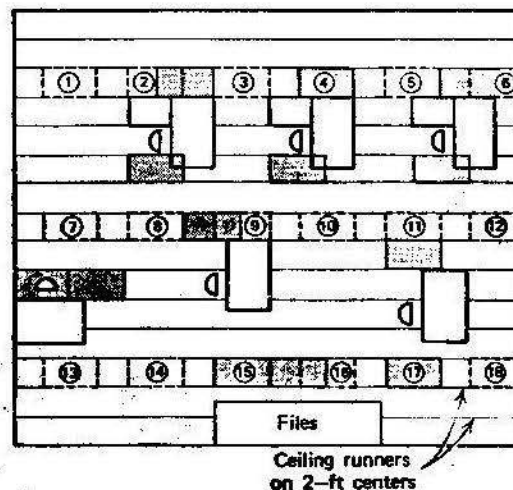 ① ② ③ ④ ⑤ ⑥
⑦ ⑧ ⑨ ⑩ ⑪ ⑫
⑬ ⑭ ⑮ ⑯ ⑰ ⑱
Files
Ceiling runners
on 2-ft centers